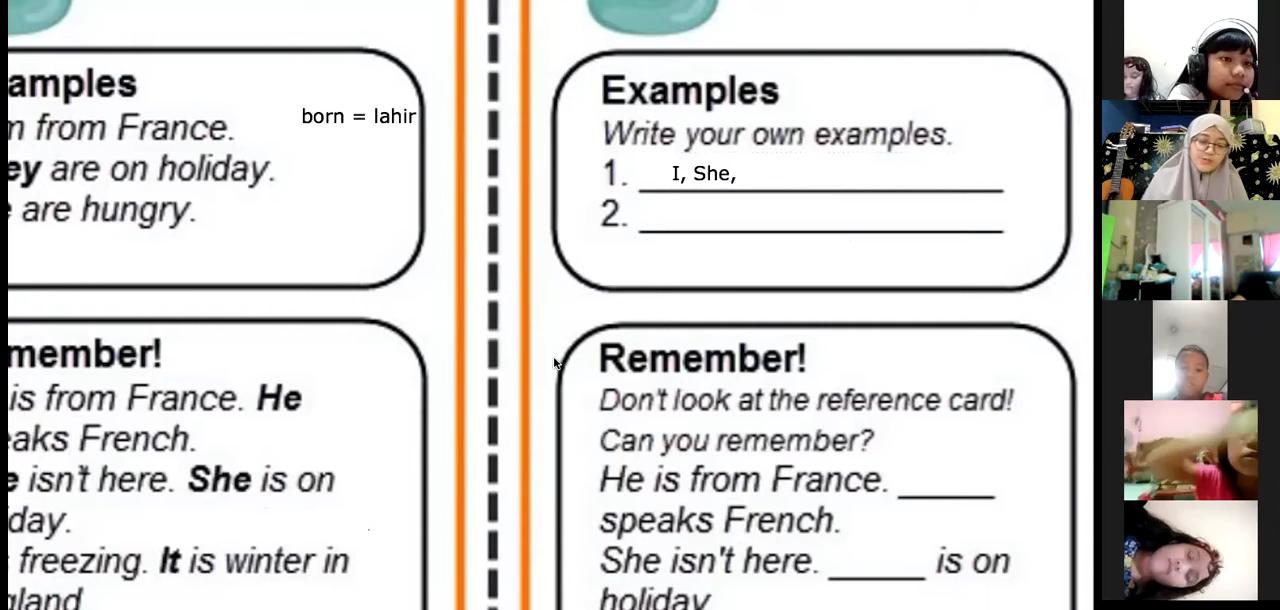 amples
m from France.
born = lahir
ey are on holiday.
are hungry.
member!
is from France. He
eaks French.
e isn't here. She is on
day.
freezing. It is winter in
gland
Examples
Write your own examples.
1. I, She,
2.
Remember!
Don't look at the reference card!
Can you remember?
He is from France. ______
speaks French.
She isn't here. ______ is on
holiday